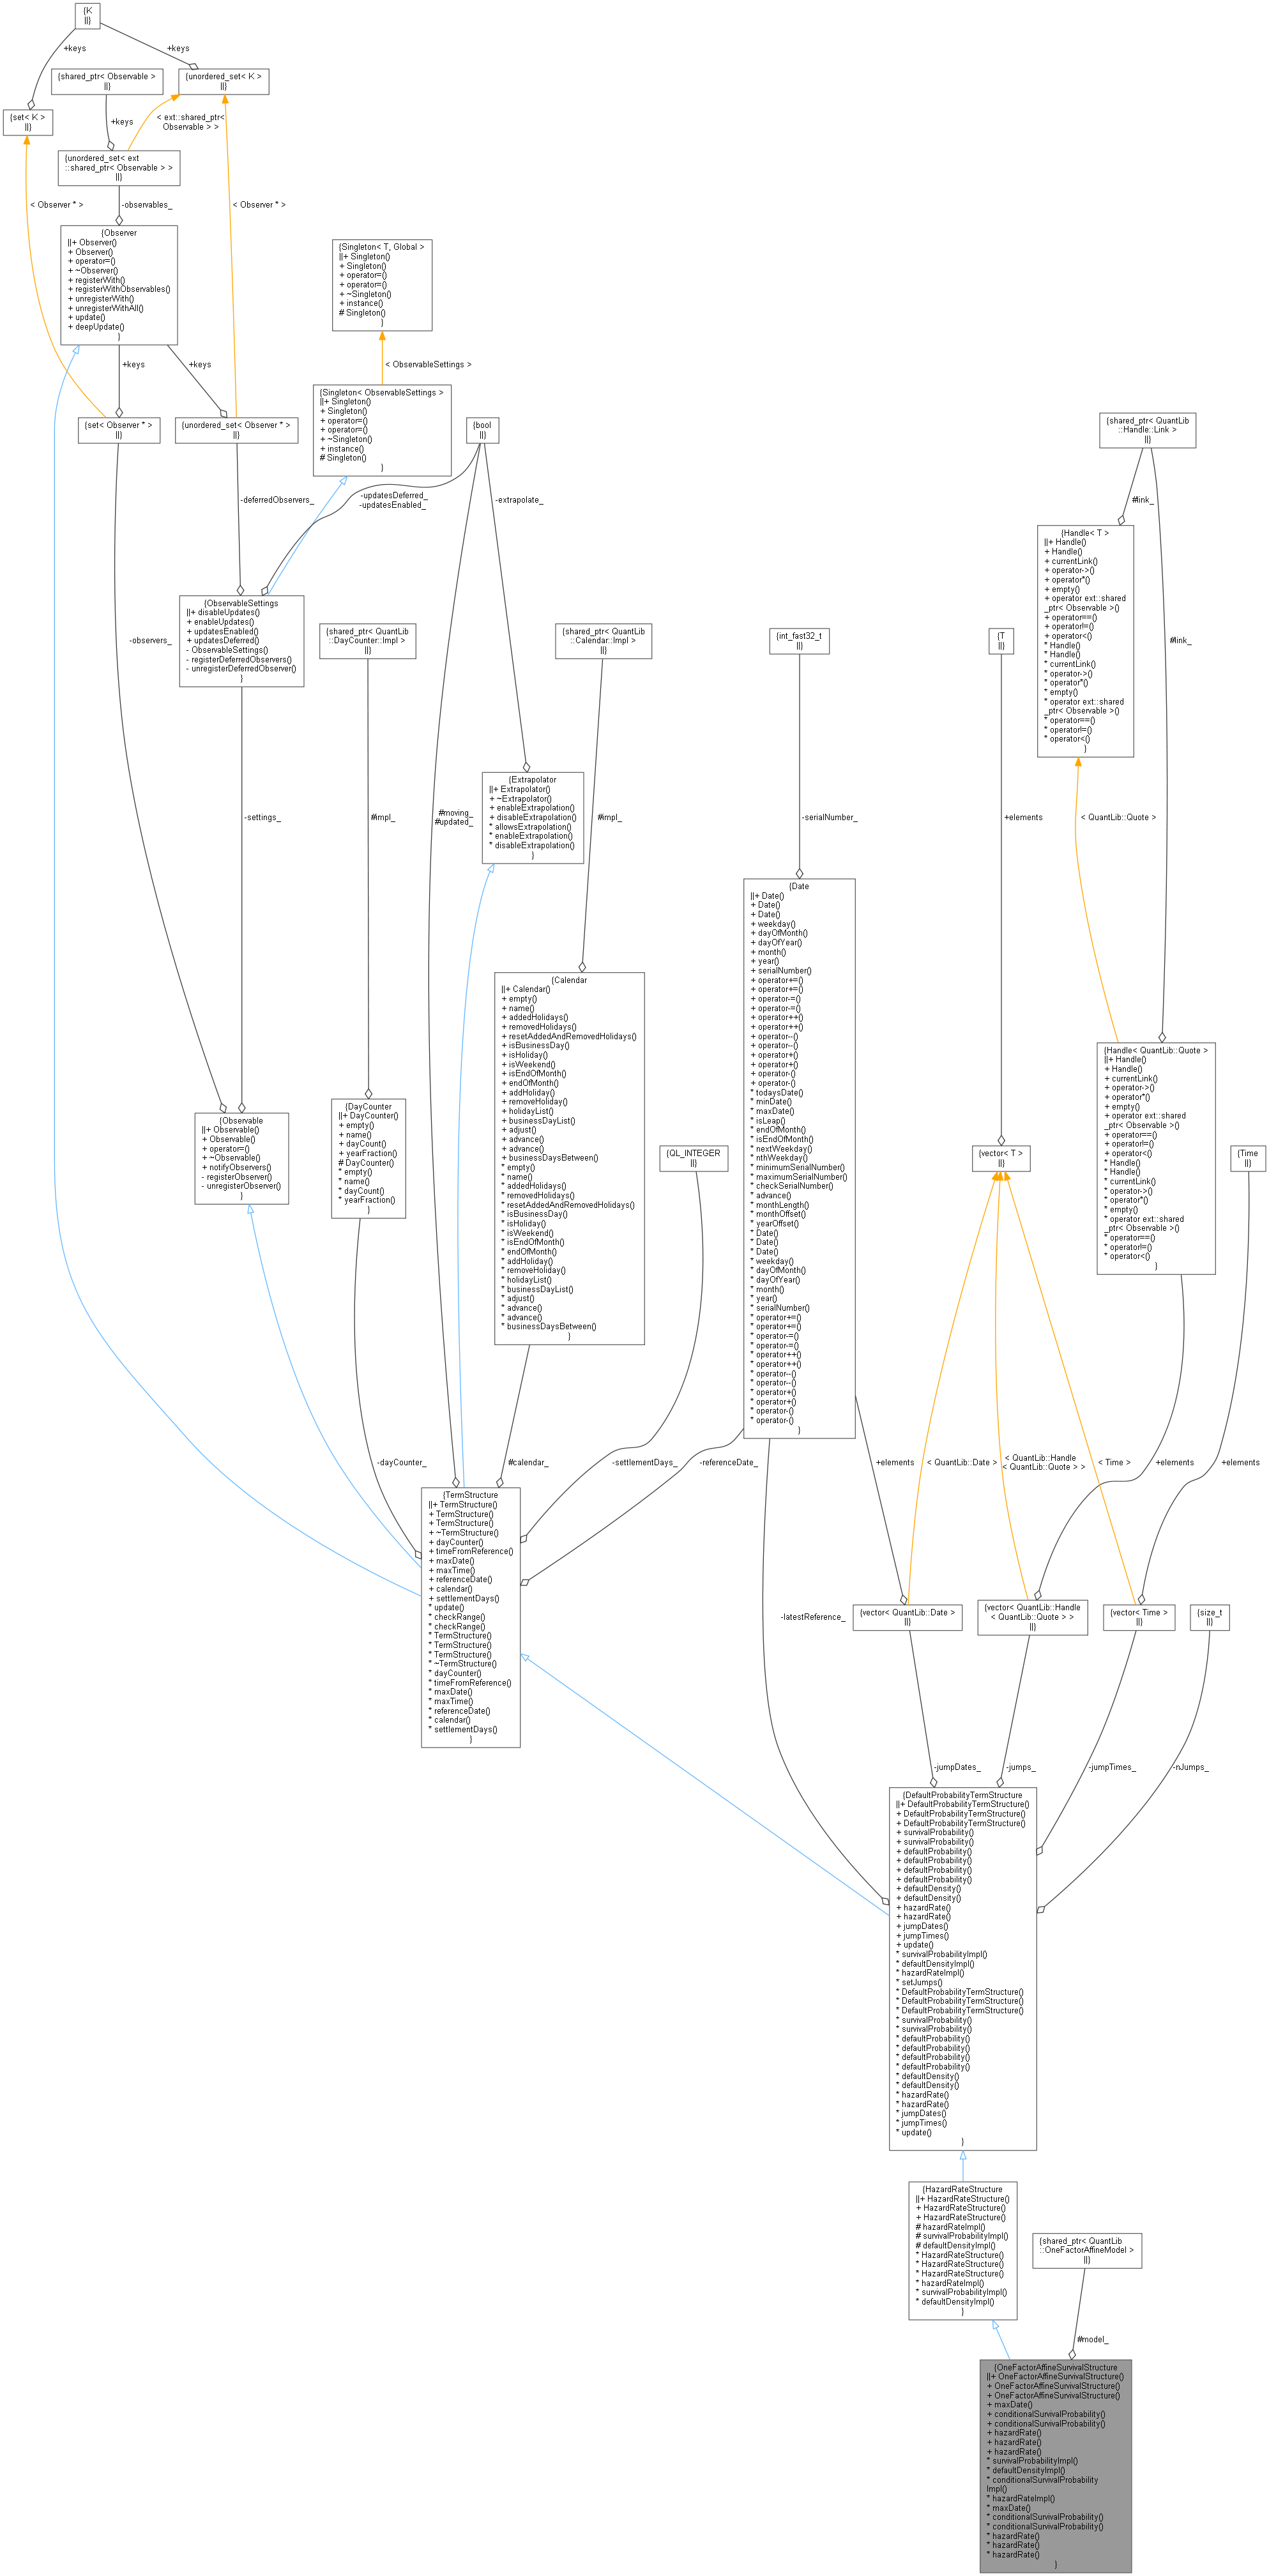 {K
||}
+keys
+keys
{shared_ptr< Observable >
||}
{unordered_set< K >
||}
{set< K >
||}
+keys
< ext::shared_ptr<
Observable > >
{unordered_set< ext
::shared_ptr< Observable > >
||}
< Observer * >
-observables_
< Observer * >
{Observer
||+ Observer()
+ Observer()
+ operator=()
+ ~Observer()
+ registerWith()
+ registerWithObservables()
+ unregisterWith()
+ unregisterWithAll()
+ update()
+ deepUpdate()
}
{Singleton< T, Global >
||+ Singleton()
+ Singleton()
+ operator=()
+ operator=()
+ ~Singleton()
+ instance()
# Singleton()
}
+keys
+keys
< ObservableSettings >
{set< Observer * >
||}
{unordered_set< Observer * >
||}
{Singleton< ObservableSettings >
||+ Singleton()
+ Singleton()
+ operator=()
+ operator=()
+ ~Singleton()
+ instance()
# Singleton()
}
{bool
||}
{shared_ptr< QuantLib
::Handle::Link >
||}
-deferredObservers_
-updatesDeferred_
-updatesEnabled_
-extrapolate_
#link_
{Handle< T >
||+ Handle()
+ Handle()
+ currentLink()
+ operator->()
+ operator*()
+ empty()
+ operator ext::shared
_ptr< Observable >()
+ operator==()
+ operator!=()
+ operator<()
* Handle()
* Handle()
* currentLink()
* operator->()
* operator*()
* empty()
* operator ext::shared
_ptr< Observable >()
* operator==()
* operator!=()
* operator<()
}
-observers_
{ObservableSettings
||+ disableUpdates()
+ enableUpdates()
+ updatesEnabled()
+ updatesDeferred()
- ObservableSettings()
- registerDeferredObservers()
- unregisterDeferredObserver()
}
{shared_ptr< QuantLib
::DayCounter::Impl >
||}
{shared_ptr< QuantLib
::Calendar::Impl >
||}
{int_fast32_t
||}
{T
||}
#link_
-settings_
#impl_
#moving_
#updated_
{Extrapolator
||+ Extrapolator()
+ ~Extrapolator()
+ enableExtrapolation()
+ disableExtrapolation()
* allowsExtrapolation()
* enableExtrapolation()
* disableExtrapolation()
}
#impl_
-serialNumber_
+elements
< QuantLib::Quote >
{Date
||+ Date()
+ Date()
+ Date()
+ weekday()
+ dayOfMonth()
+ dayOfYear()
+ month()
+ year()
+ serialNumber()
+ operator+=()
+ operator+=()
+ operator-=()
+ operator-=()
+ operator++()
+ operator++()
+ operator--()
+ operator--()
+ operator+()
+ operator+()
+ operator-()
+ operator-()
* todaysDate()
* minDate()
* maxDate()
* isLeap()
* endOfMonth()
* isEndOfMonth()
* nextWeekday()
* nthWeekday()
* minimumSerialNumber()
* maximumSerialNumber()
* checkSerialNumber()
* advance()
* monthLength()
* monthOffset()
* yearOffset()
* Date()
* Date()
* Date()
* weekday()
* dayOfMonth()
* dayOfYear()
* month()
* year()
* serialNumber()
* operator+=()
* operator+=()
* operator-=()
* operator-=()
* operator++()
* operator++()
* operator--()
* operator--()
* operator+()
* operator+()
* operator-()
* operator-()
}
{Calendar
||+ Calendar()
+ empty()
+ name()
+ addedHolidays()
+ removedHolidays()
+ resetAddedAndRemovedHolidays()
+ isBusinessDay()
+ isHoliday()
+ isWeekend()
+ isEndOfMonth()
+ endOfMonth()
+ addHoliday()
+ removeHoliday()
+ holidayList()
+ businessDayList()
+ adjust()
+ advance()
+ advance()
+ businessDaysBetween()
* empty()
* name()
* addedHolidays()
* removedHolidays()
* resetAddedAndRemovedHolidays()
* isBusinessDay()
* isHoliday()
* isWeekend()
* isEndOfMonth()
* endOfMonth()
* addHoliday()
* removeHoliday()
* holidayList()
* businessDayList()
* adjust()
* advance()
* advance()
* businessDaysBetween()
}
{Handle< QuantLib::Quote >
||+ Handle()
+ Handle()
+ currentLink()
+ operator->()
+ operator*()
+ empty()
+ operator ext::shared
_ptr< Observable >()
+ operator==()
+ operator!=()
+ operator<()
* Handle()
* Handle()
* currentLink()
* operator->()
* operator*()
* empty()
* operator ext::shared
_ptr< Observable >()
* operator==()
* operator!=()
* operator<()
}
{Observable
||+ Observable()
+ Observable()
+ operator=()
+ ~Observable()
+ notifyObservers()
- registerObserver()
- unregisterObserver()
}
{DayCounter
||+ DayCounter()
+ empty()
+ name()
+ dayCount()
+ yearFraction()
# DayCounter()
* empty()
* name()
* dayCount()
* yearFraction()
}
{QL_INTEGER
||}
{vector< T >
||}
{Time
||}
-dayCounter_
#calendar_
-settlementDays_
-referenceDate_
+elements
< QuantLib::Date >
< QuantLib::Handle
< QuantLib::Quote > >
< Time >
+elements
+elements
{TermStructure
||+ TermStructure()
+ TermStructure()
+ TermStructure()
+ ~TermStructure()
+ dayCounter()
+ timeFromReference()
+ maxDate()
+ maxTime()
+ referenceDate()
+ calendar()
+ settlementDays()
* update()
* checkRange()
* checkRange()
* TermStructure()
* TermStructure()
* TermStructure()
* ~TermStructure()
* dayCounter()
* timeFromReference()
* maxDate()
* maxTime()
* referenceDate()
* calendar()
* settlementDays()
}
-latestReference_
{vector< QuantLib::Date >
||}
{vector< QuantLib::Handle
< QuantLib::Quote > >
||}
{vector< Time >
||}
{size_t
||}
-jumpDates_
-jumps_
-jumpTimes_
-nJumps_
{DefaultProbabilityTermStructure
||+ DefaultProbabilityTermStructure()
+ DefaultProbabilityTermStructure()
+ DefaultProbabilityTermStructure()
+ survivalProbability()
+ survivalProbability()
+ defaultProbability()
+ defaultProbability()
+ defaultProbability()
+ defaultProbability()
+ defaultDensity()
+ defaultDensity()
+ hazardRate()
+ hazardRate()
+ jumpDates()
+ jumpTimes()
+ update()
* survivalProbabilityImpl()
* defaultDensityImpl()
* hazardRateImpl()
* setJumps()
* DefaultProbabilityTermStructure()
* DefaultProbabilityTermStructure()
* DefaultProbabilityTermStructure()
* survivalProbability()
* survivalProbability()
* defaultProbability()
* defaultProbability()
* defaultProbability()
* defaultProbability()
* defaultDensity()
* defaultDensity()
* hazardRate()
* hazardRate()
* jumpDates()
* jumpTimes()
* update()
}
{HazardRateStructure
||+ HazardRateStructure()
+ HazardRateStructure()
+ HazardRateStructure()
# hazardRateImpl()
# survivalProbabilityImpl()
# defaultDensityImpl()
* HazardRateStructure()
* HazardRateStructure()
* HazardRateStructure()
* hazardRateImpl()
* survivalProbabilityImpl()
* defaultDensityImpl()
}
{shared_ptr< QuantLib
::OneFactorAffineModel >
||}
#model_
{OneFactorAffineSurvivalStructure
||+ OneFactorAffineSurvivalStructure()
+ OneFactorAffineSurvivalStructure()
+ OneFactorAffineSurvivalStructure()
+ maxDate()
+ conditionalSurvivalProbability()
+ conditionalSurvivalProbability()
+ hazardRate()
+ hazardRate()
+ hazardRate()
* survivalProbabilityImpl()
* defaultDensityImpl()
* conditionalSurvivalProbability
Impl()
* hazardRateImpl()
* maxDate()
* conditionalSurvivalProbability()
* conditionalSurvivalProbability()
* hazardRate()
* hazardRate()
* hazardRate()
}